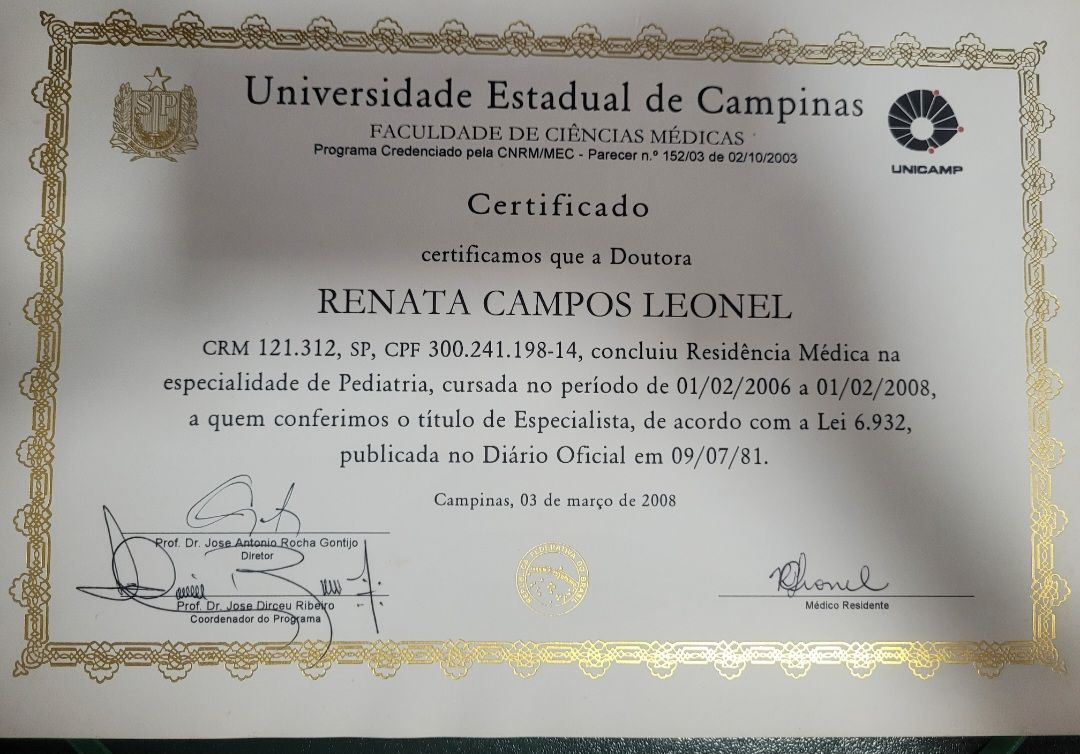 Universidade Estadual de Campinas
FACULDADE DE CIÊNCIAS MÉDICAS
Programa Credenciado pela CNRM/MEC - Parecer n.º 152/03 de 02/10/2003
UNICAMP
Certificado
certificamos que a Doutora
RENATA CAMPOS LEONEL
CRM 121.312, SP, CPF 300.241.198-14, concluiu Residência Médica na
especialidade de Pediatria, cursada no período de 01/02/2006 a 01/02/2008,
a quem conferimos o título de Especialista, de acordo com a Lei 6.932,
publicada no Diário Oficial em 09/07/81.
Campinas, 03 de março de 2008
Prof. Dr. Jose Antonio Rocha Gontijo
Diretor
Prof. Dr. Jose Dirceu Ribeiro
Coordenador do Programa
Médico Residente